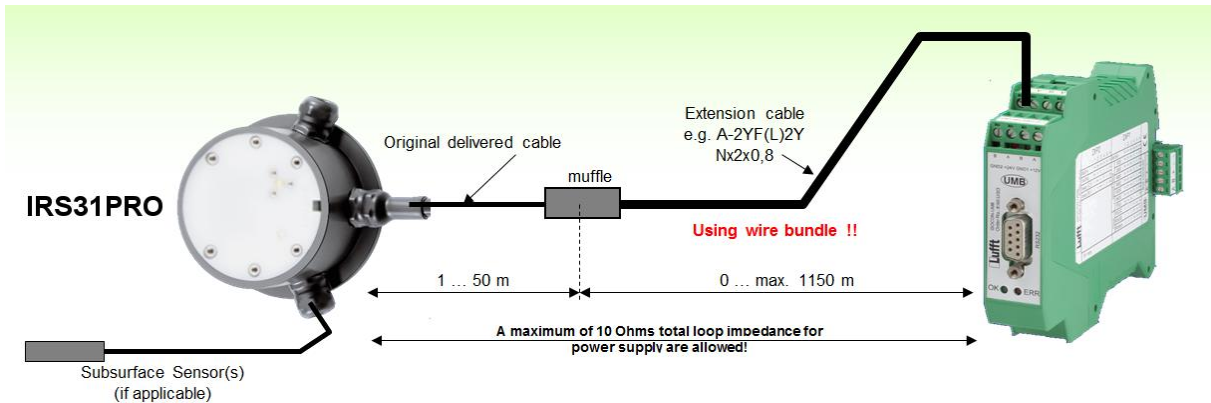 Original delivered cable
Extension cable
e.g. A-2YF(L)2Y
Nx2x0,8
muffle
IRS31PRO
Using wire bundle !!
UMB
Lufft
RS232
OK
ERR
1 ... 50 m
0 ... max. 1150 m
A maximum of 10 Ohms total loop impedance for
power supply are allowed!
Subsurface Sensor(s)
(if applicable)